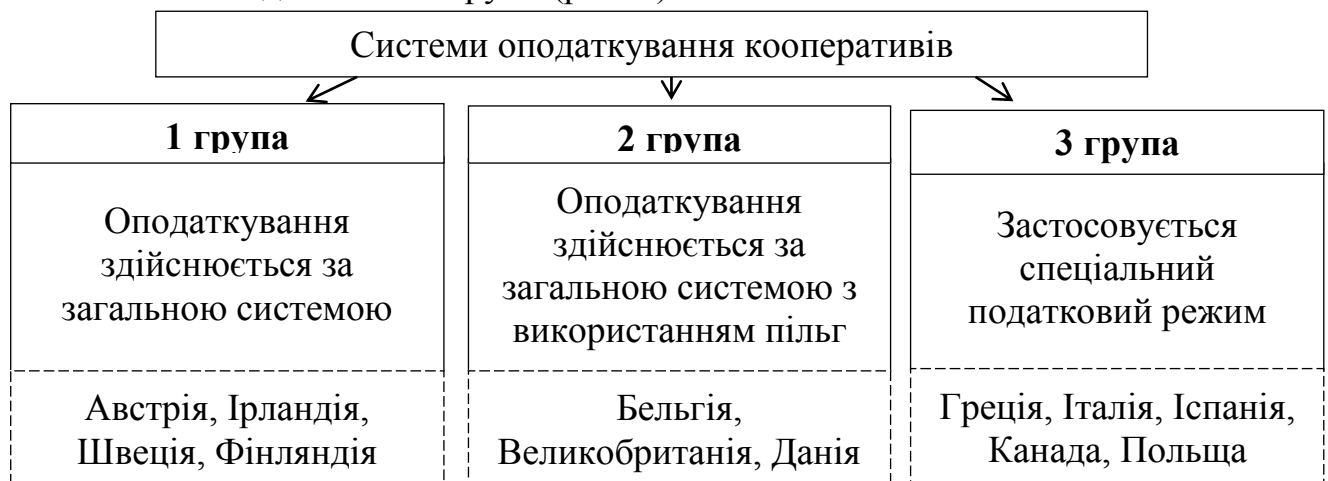 Системи оподаткування кооперативів
1 група
Оподаткування
здійснюється за
загальною системою
Австрія, Ірландія,
Швеція, Фінляндія
2 група
Оподаткування
здійснюється за
загальною системою з
використанням пільг
Бельгія,
Великобританія, Данія
3 група
Застосовується
спеціальний
податковий режим
Греція, Італія, Іспанія,
Канада, Польща